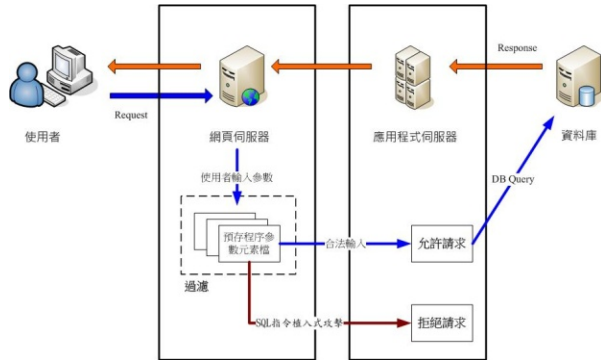 Response
Request
使用者
網頁伺服器
應用程式伺服器
資料庫
使用者輸入參數
DB Query
預存程序參
數元素檔
合法輸入
允許請求
過濾
SQL指令植入式攻擊
拒絕請求